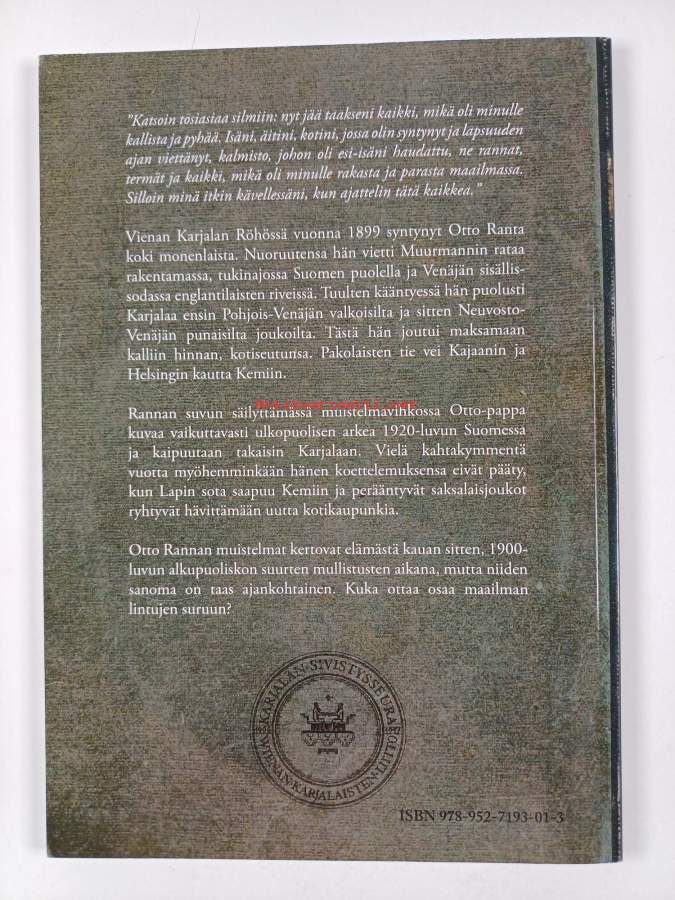 "Katsoin tosiasiaa silmiin: nyt jää taakseni kaikki, mikä oli minulle
kallista ja pyhää. Isäni, äitini, kotini, jossa olin syntynyt ja lapsuuden
ajan viettänyt, kalmisto, johon oli esi-isäni haudattu, ne rannat,
termät ja kaikki, mikä oli minulle rakasta ja parasta maailmassa.
Silloin minä itkin kävellessäni, kun ajattelin tätä kaikkea."
Vienan Karjalan Röhössä vuonna 1899 syntynyt Otto Ranta
koki monenlaista. Nuoruutensa hän vietti Muurmannin rataa
rakentamassa, tukinajossa Suomen puolella ja Venäjän sisällis-
sodassa englantilaisten riveissä. Tuulten kääntyessä hän puolusti
Karjalaa ensin Pohjois-Venäjän valkoisilta ja sitten Neuvosto-
Venäjän punaisilta joukoilta. Tästä hän joutui maksamaan
kalliin hinnan, kotiseutunsa. Pakolaisten tie vei Kajaanin ja
Helsingin kautta Kemiin.
Rannan suvun säilyttämässä muistelmavihkossa Otto-pappa
kuvaa vaikuttavasti ulkopuolisen arkea 1920-luvun Suomessa
ja kaipuutaan takaisin Karjalaan. Vielä kahtakymmentä
vuotta myöhemminkään hänen koettelemuksensa eivät pääty,
kun Lapin sota saapuu Kemiin ja perääntyvät saksalaisjoukot
ryhtyvät hävittämään uutta kotikaupunkia.
Otto Rannan muistelmat kertovat elämästä kauan sitten, 1900-
luvun alkupuoliskon suurten mullistusten aikana, mutta niiden
sanoma on taas ajankohtainen. Kuka ottaa osaa maailman
lintujen suruun?
KARJALAN·SIVISTYSSEURA
VIENAN·KARJALAISTEN·LIITTO
ISBN 978-952-7193-01-3